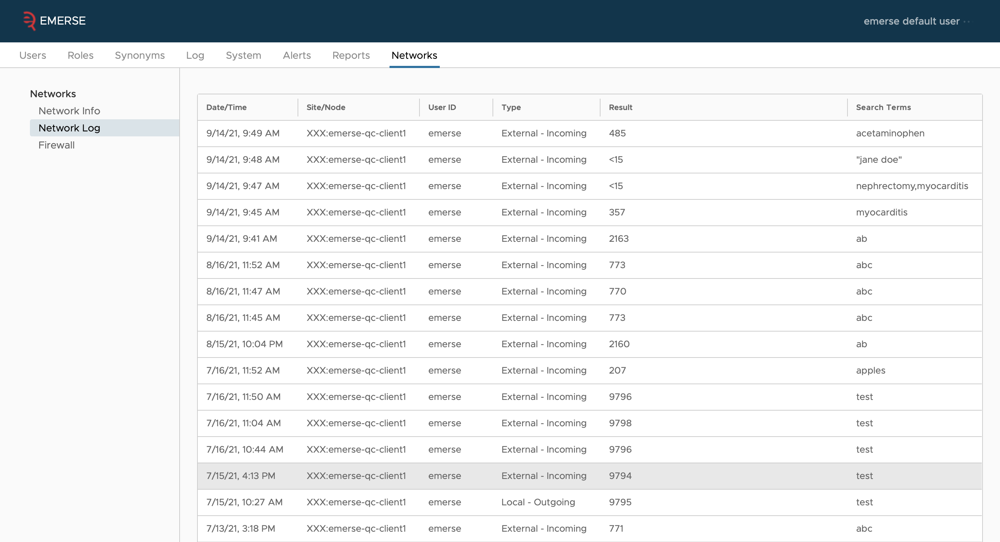 EMERSE
emerse default user
Users Roles Synonyms Log System Alerts Reports Networks
Networks
Network Info
Network Log
Firewall
Date/Time Site/Node User ID Type Result Search Terms
9/14/21, 9:49 AM XXX:emerse-qc-client1 emerse External - Incoming 485 acetaminophen
9/14/21, 9:48 AM XXX:emerse-qc-client1 emerse External - Incoming <15 "jane doe"
9/14/21, 9:47 AM XXX:emerse-qc-client1 emerse External - Incoming <15 nephrectomy,myocarditis
9/14/21, 9:45 AM XXX:emerse-qc-client1 emerse External - Incoming 357 myocarditis
9/14/21, 9:41 AM XXX:emerse-qc-client1 emerse External - Incoming 2163 ab
8/16/21, 11:52 AM XXX:emerse-qc-client1 emerse External - Incoming 773 abc
8/16/21, 11:47 AM XXX:emerse-qc-client1 emerse External - Incoming 770 abc
8/16/21, 11:45 AM XXX:emerse-qc-client1 emerse External - Incoming 773 abc
8/15/21, 10:04 PM XXX:emerse-qc-client1 emerse External - Incoming 2160 ab
7/16/21, 11:52 AM XXX:emerse-qc-client1 emerse External - Incoming 207 apples
7/16/21, 11:50 AM XXX:emerse-qc-client1 emerse External - Incoming 9796 test
7/16/21, 11:04 AM XXX:emerse-qc-client1 emerse External - Incoming 9798 test
7/16/21, 10:44 AM XXX:emerse-qc-client1 emerse External - Incoming 9796 test
7/15/21, 4:13 PM XXX:emerse-qc-client1 emerse External - Incoming 9794 test
7/15/21, 10:27 AM XXX:emerse-qc-client1 emerse Local - Outgoing 9795 test
7/13/21, 3:18 PM XXX:emerse-qc-client1 emerse External - Incoming 771 abc